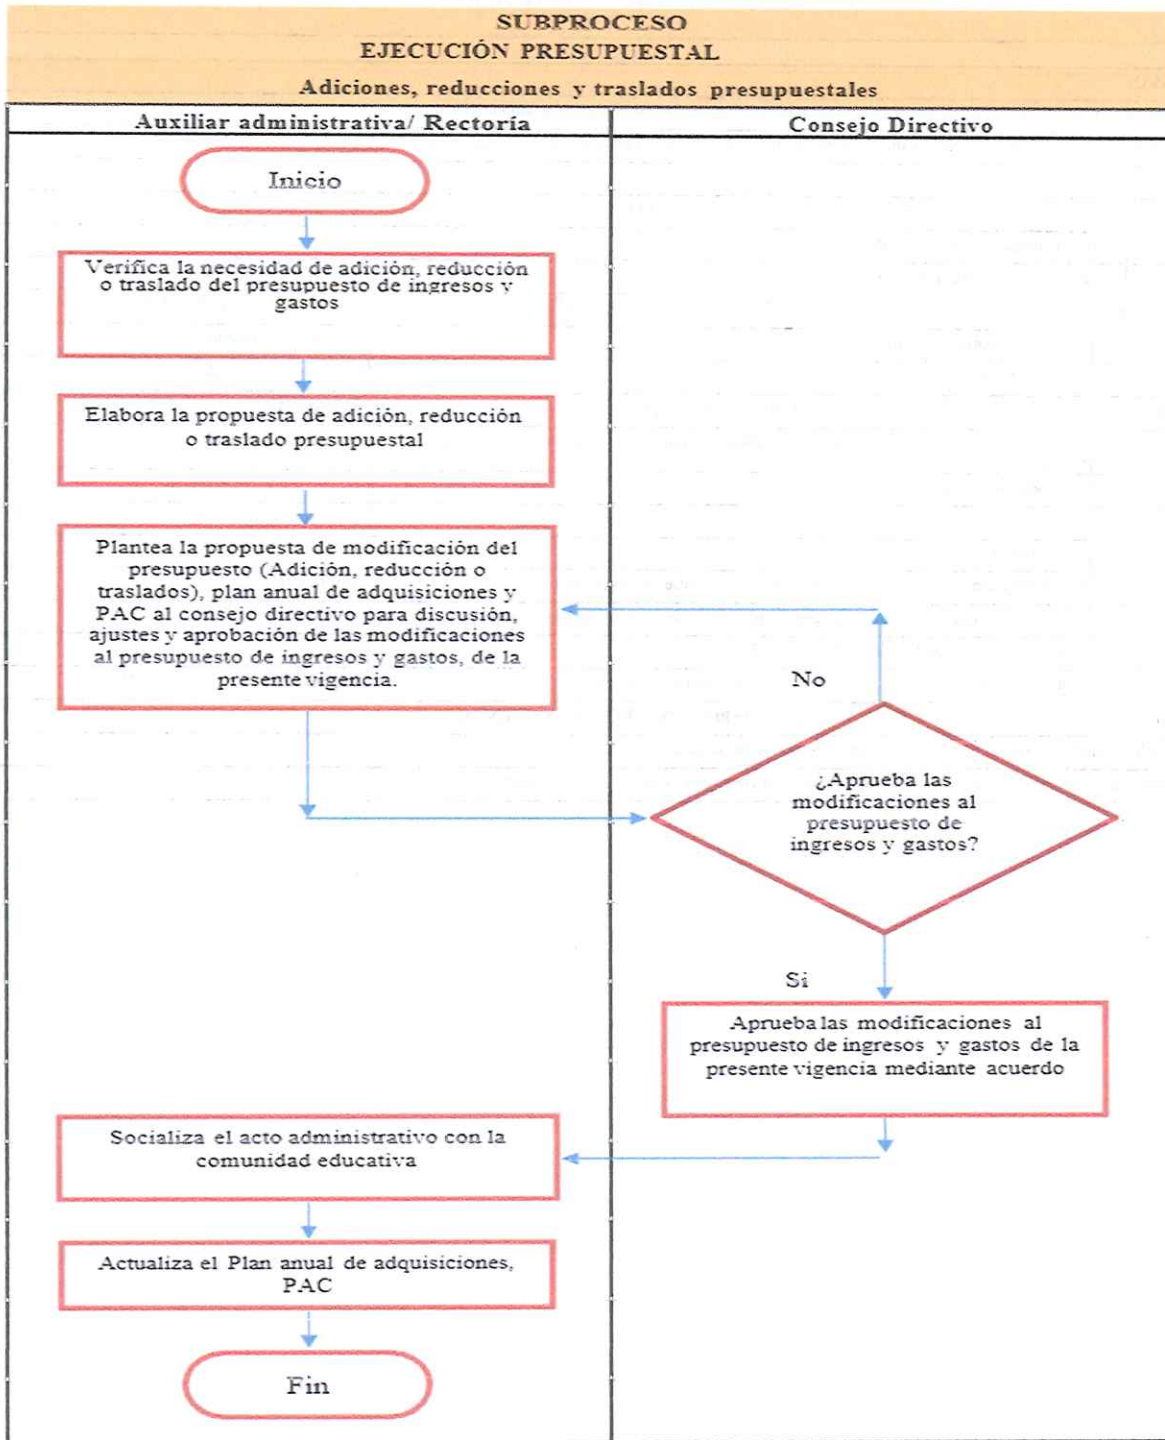 SUBPROCESO
EJECUCIÓN PRESUPUESTAL
Adiciones, reducciones y traslados presupuestales
Auxiliar administrativa/ Rectoría
Consejo Directivo
Inicio
Verifica la necesidad de adición, reducción
o traslado del presupuesto de ingresos y
gastos
Elabora la propuesta de adición, reducción
o traslado presupuestal
Plantea la propuesta de modificación del
presupuesto (Adición, reducción o
traslados), plan anual de adquisiciones y
PAC al consejo directivo para discusión,
ajustes y aprobación de las modificaciones
al presupuesto de ingresos y gastos, de la
presente vigencia.
No
¿Aprueba las
modificaciones al
presupuesto de
ingresos y gastos?
Si
Aprueba las modificaciones al
presupuesto de ingresos y gastos de la
presente vigencia mediante acuerdo
Socializa el acto administrativo con la
comunidad educativa
Actualiza el Plan anual de adquisiciones,
PAC
Fin